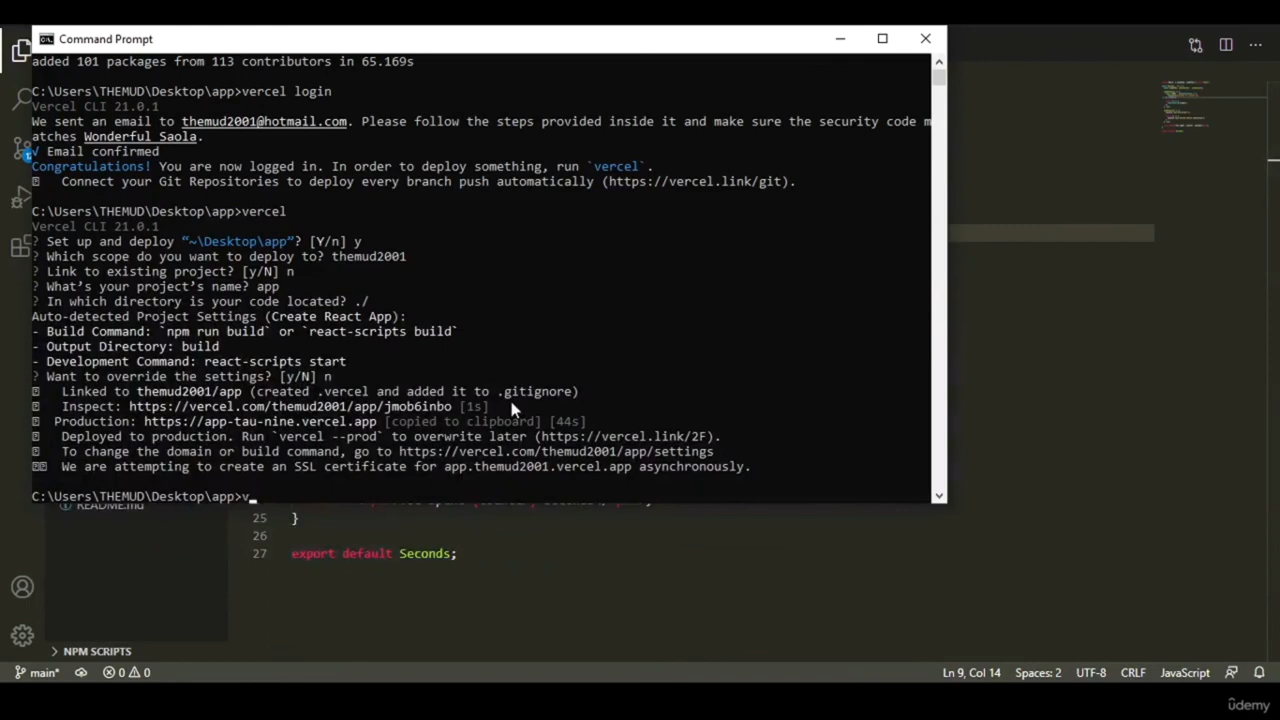 Command Prompt
added 101 packages from 113 contributors in 65.169s
C:\Users\THEMUD\Desktop\app>vercel login
Vercel CLI 21.0.1
We sent an email to themud2001@hotmail.com. Please follow the steps provided inside it and make sure the security code m
atches Wonderful Saola.
√ Email confirmed
Congratulations! You are now logged in. In order to deploy something, run `vercel`.
Connect your Git Repositories to deploy every branch push automatically (https://vercel.link/git).
C:\Users\THEMUD\Desktop\app>vercel
Vercel CLI 21.0.1
? Set up and deploy “~\Desktop\app”? [Y/n] y
? Which scope do you want to deploy to? themud2001
? Link to existing project? [y/N] n
? What’s your project’s name? app
? In which directory is your code located? ./
Auto-detected Project Settings (Create React App):
- Build Command: `npm run build` or `react-scripts build`
- Output Directory: build
- Development Command: react-scripts start
? Want to override the settings? [y/N] n
Linked to themud2001/app (created .vercel and added it to .gitignore)
Inspect: https://vercel.com/themud2001/app/jmob6inbo [1s]
Production: https://app-tau-nine.vercel.app [copied to clipboard] [44s]
Deployed to production. Run `vercel --prod` to overwrite later (https://vercel.link/2F).
To change the domain or build command, go to https://vercel.com/themud2001/app/settings
We are attempting to create an SSL certificate for app.themud2001.vercel.app asynchronously.
C:\Users\THEMUD\Desktop\app>v
README.md
25 }
26
27 export default Seconds;
NPM SCRIPTS
main* 0 0 Ln 9, Col 14 Spaces: 2 UTF-8 CRLF JavaScript
ûdemy